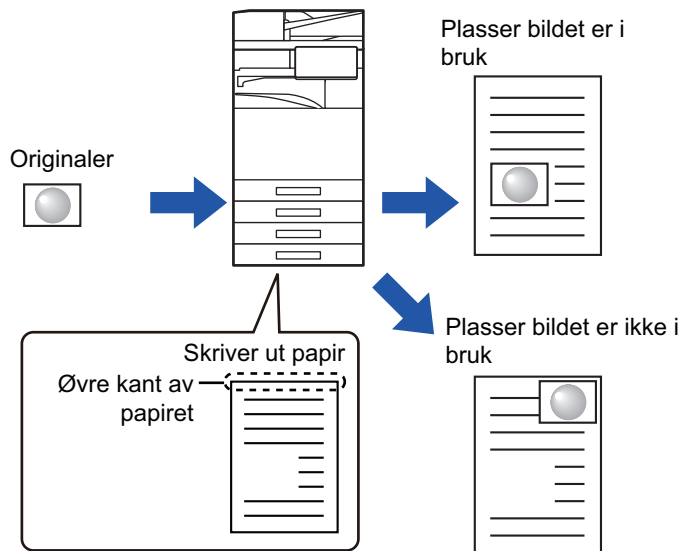 Plasser bildet er i
bruk
Originaler
Plasser bildet er ikke i
bruk
Skriver ut papir
Øvre kant av
papiret